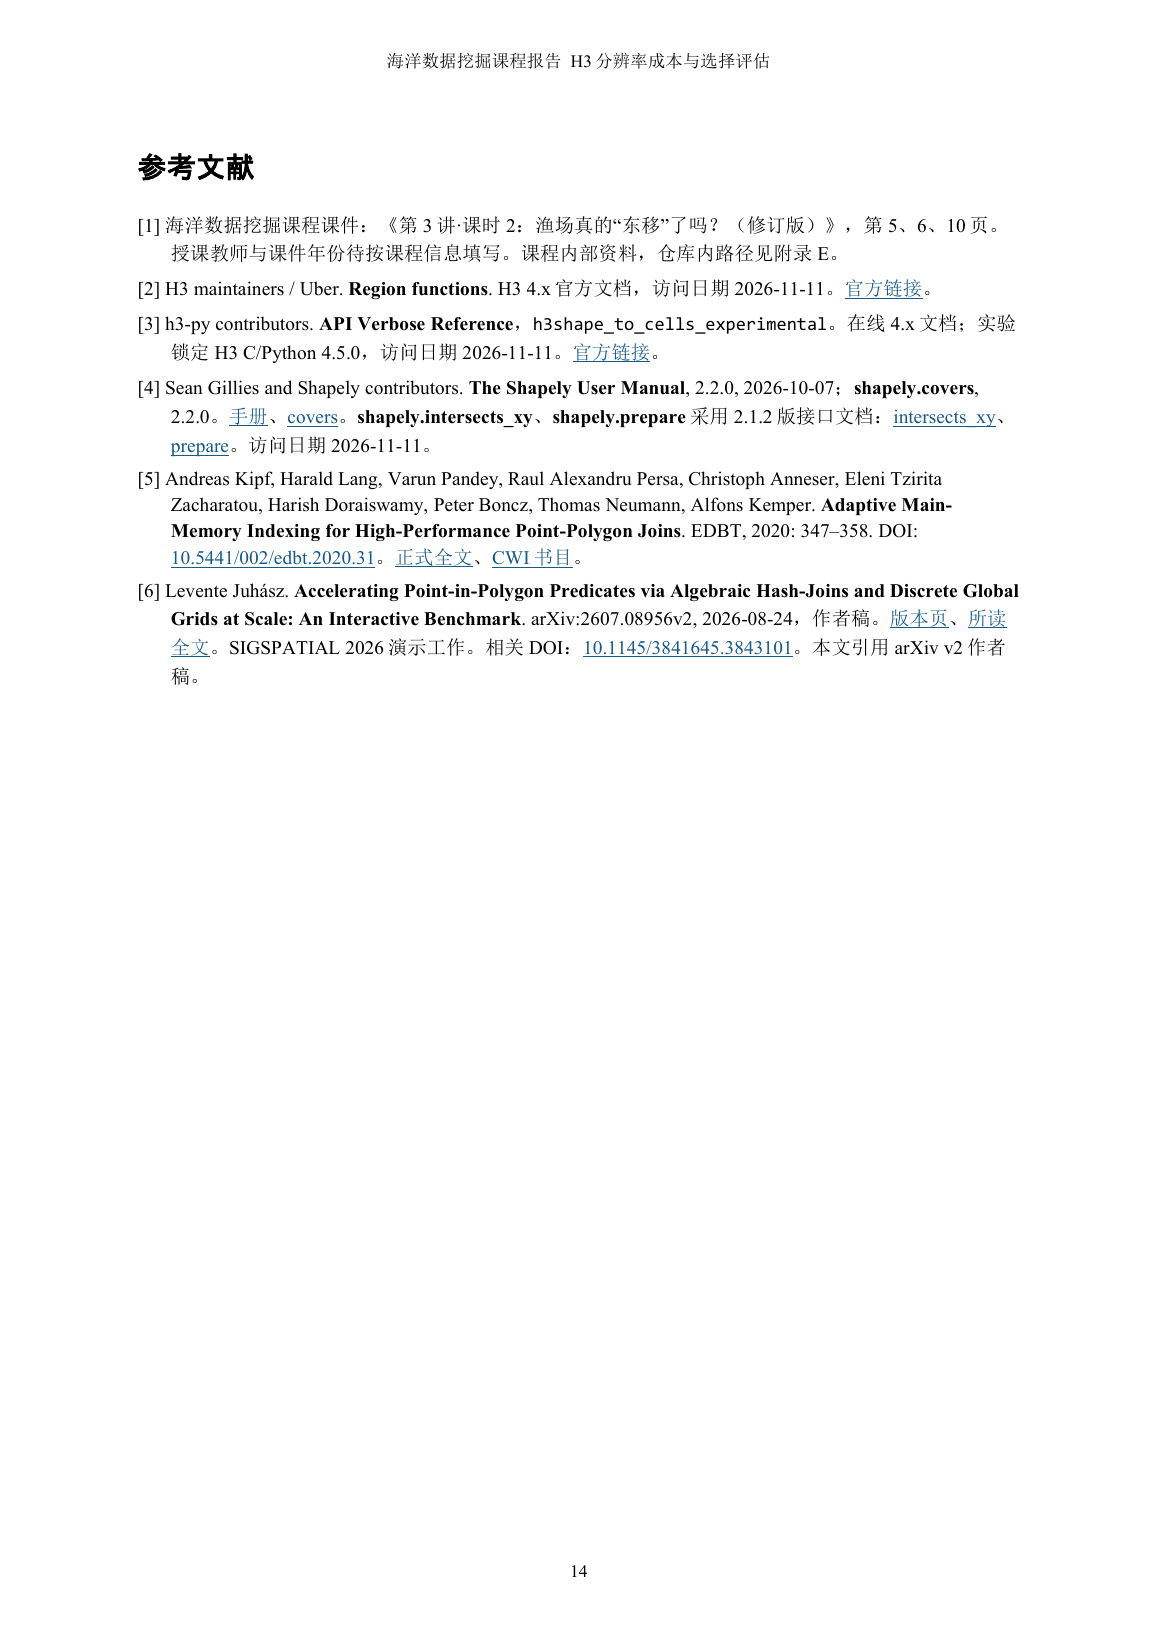 海洋数据挖掘课程报告 H3 分辨率成本与选择评估
参考文献
[1] 海洋数据挖掘课程课件：《第 3 讲·课时 2：渔场真的“东移”了吗？（修订版）》，第 5、6、10 页。
授课教师与课件年份待按课程信息填写。课程内部资料，仓库内路径见附录 E。
[2] H3 maintainers / Uber. Region functions. H3 4.x 官方文档，访问日期 2026-11-11。官方链接。
[3] h3-py contributors. API Verbose Reference，h3shape_to_cells_experimental。在线 4.x 文档；实验
锁定 H3 C/Python 4.5.0，访问日期 2026-11-11。官方链接。
[4] Sean Gillies and Shapely contributors. The Shapely User Manual, 2.2.0, 2026-10-07；shapely.covers,
2.2.0。手册、covers。shapely.intersects_xy、shapely.prepare 采用 2.1.2 版接口文档：intersects_xy、
prepare。访问日期 2026-11-11。
[5] Andreas Kipf, Harald Lang, Varun Pandey, Raul Alexandru Persa, Christoph Anneser, Eleni Tzirita
Zacharatou, Harish Doraiswamy, Peter Boncz, Thomas Neumann, Alfons Kemper. Adaptive Main-
Memory Indexing for High-Performance Point-Polygon Joins. EDBT, 2020: 347–358. DOI:
10.5441/002/edbt.2020.31。正式全文、CWI 书目。
[6] Levente Juhász. Accelerating Point-in-Polygon Predicates via Algebraic Hash-Joins and Discrete Global
Grids at Scale: An Interactive Benchmark. arXiv:2607.08956v2, 2026-08-24，作者稿。版本页、所读
全文。SIGSPATIAL 2026 演示工作。相关 DOI：10.1145/3841645.3843101。本文引用 arXiv v2 作者
稿。
14